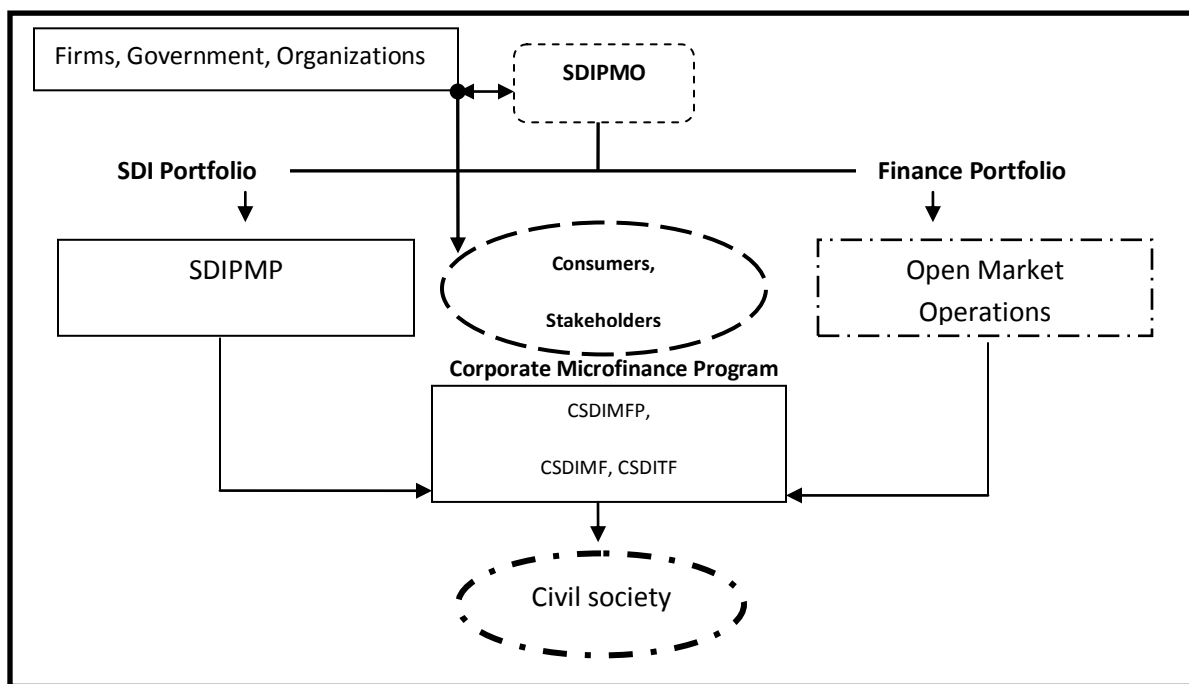 Firms, Government, Organizations
SDIPMO
SDI Portfolio
Finance Portfolio
SDIPMP
Consumers,
Stakeholders
Open Market
Operations
Corporate Microfinance Program
CSDIMFP,
CSDIMF, CSDITF
Civil society